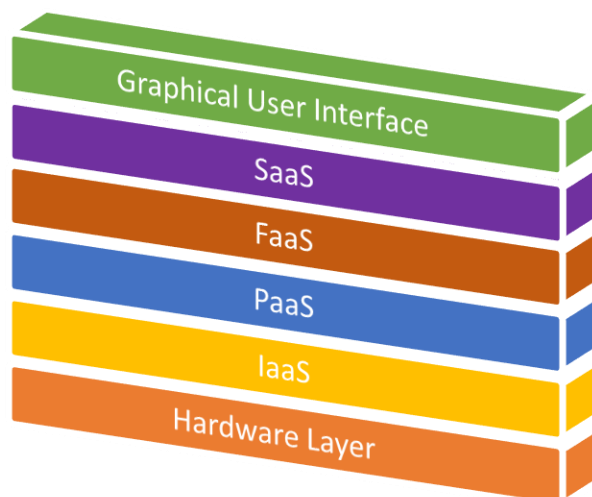 Graphical User Interface
SaaS
FaaS
PaaS
IaaS
Hardware Layer